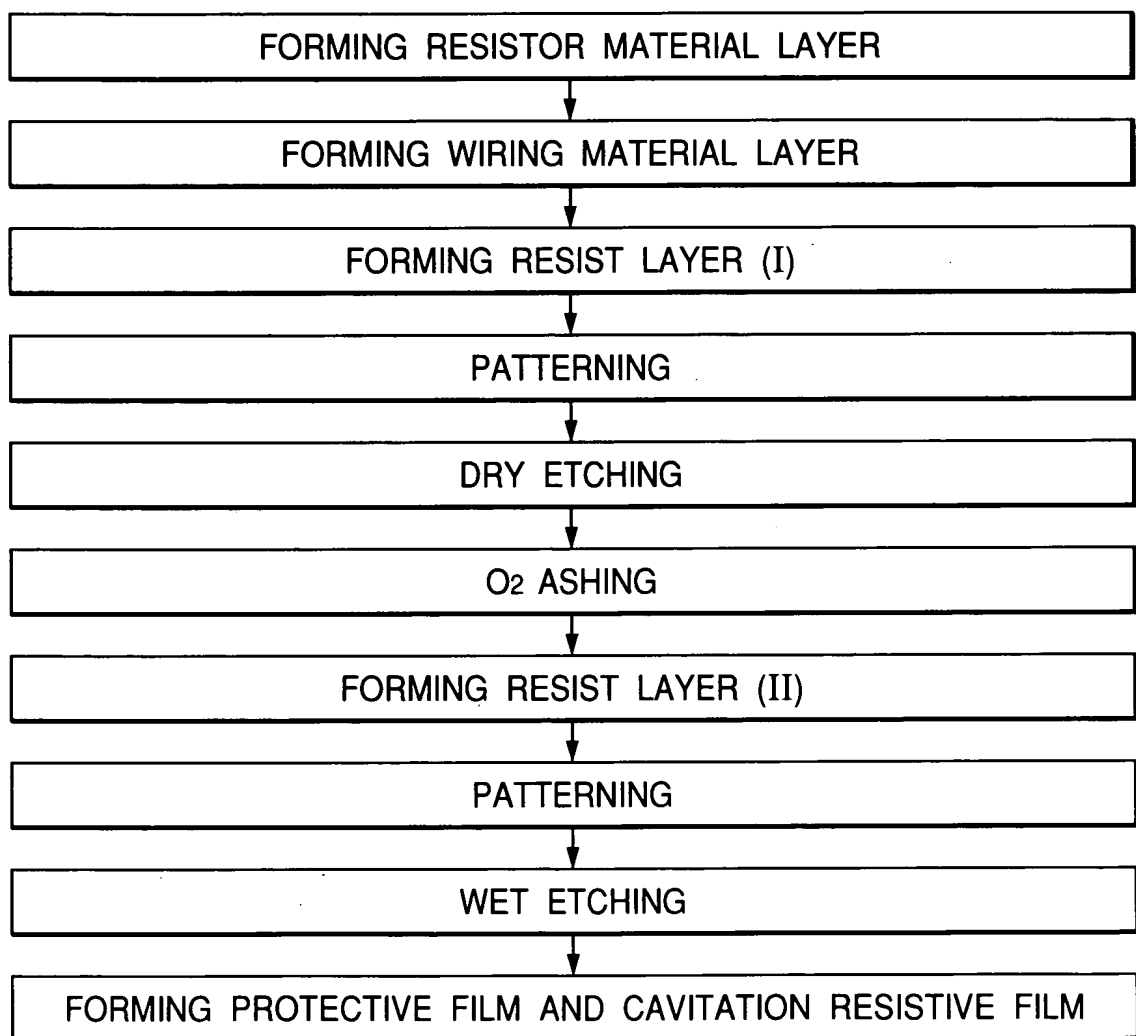 FORMING RESISTOR MATERIAL LAYER
FORMING WIRING MATERIAL LAYER
FORMING RESIST LAYER (I)
PATTERNING
DRY ETCHING
O2 ASHING
FORMING RESIST LAYER (II)
PATTERNING
WET ETCHING
FORMING PROTECTIVE FILM AND CAVITATION RESISTIVE FILM